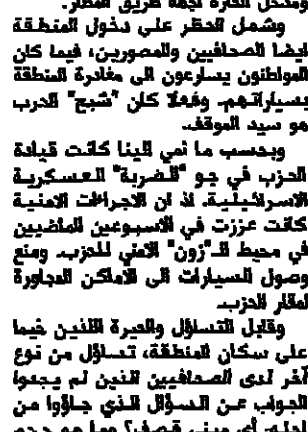 ومدخل الحارة لجهة طريق المطار.
وشمل الحظر على دخول المنطقة
ايضا الصحافيين والمصورين، فيما كان
المواطنون يسارعون الى مغادرة المنطقة
بسياراتهم. وفعلا كان "شبح" الحرب
هو سيد الموقف.
وبحسب ما نمي الينا كانت قيادة
الحزب في جو "الضربة" العسكرية
الاسرائيلية. اذ ان الاجراءات الامنية
كانت عززت في الاسبوعين الماضيين
في محيط الـ"زون" الامني للحزب. ومنع
وصول السيارات الى الاماكن المجاورة
لمقار الحزب.
وقابل التساؤل والحيرة اللذين خيما
على سكان المنطقة، تساؤل من نوع
آخر لدى الصحافيين الذين لم يجدوا
الجواب عن السؤال الذي جاؤوا من
اجله: أي مبنى قصف؟ وما هو حجم